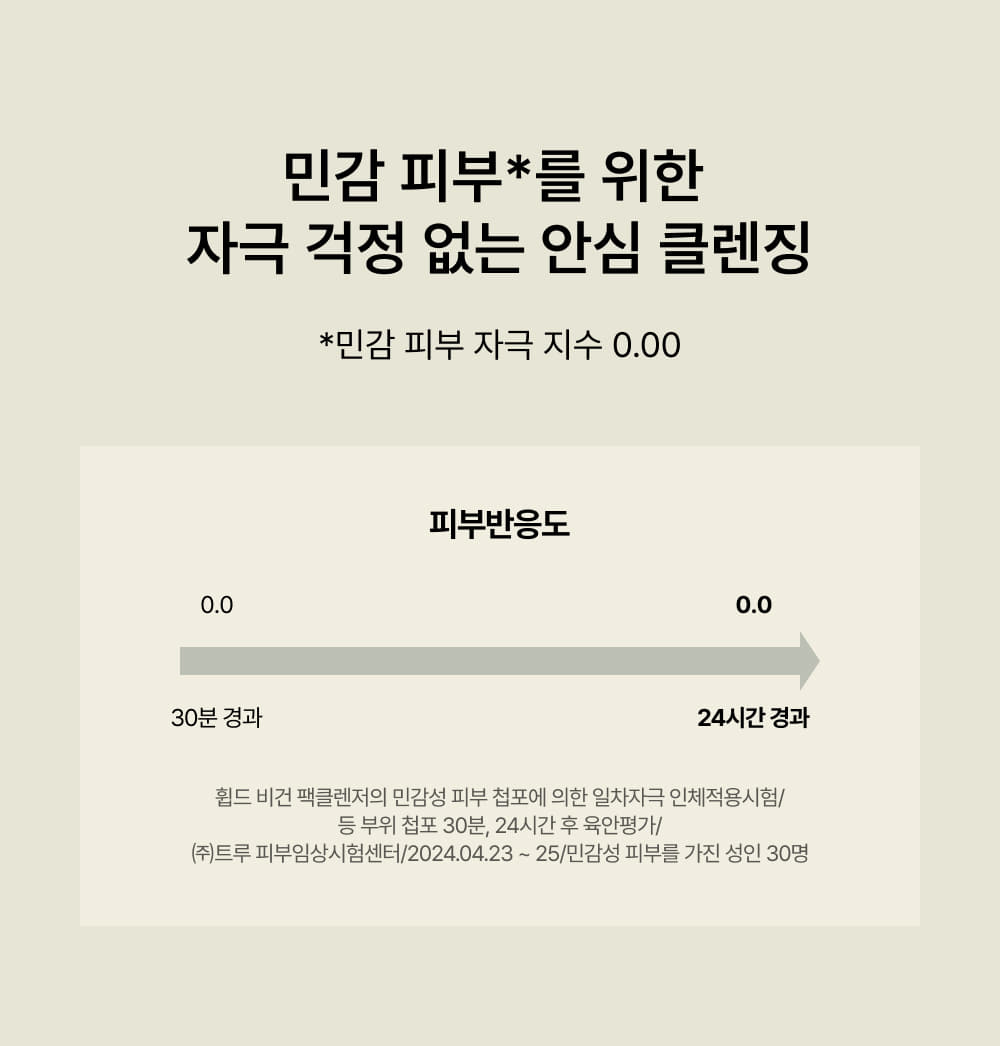 민감 피부*를 위한
자극 걱정 없는 안심 클렌징
*민감 피부 자극 지수 0.00
피부반응도
0.0 0.0
30분 경과 24시간 경과
휩드 비건 팩클렌저의 민감성 피부 첩포에 의한 일차자극 인체적용시험/
등 부위 첩포 30분, 24시간 후 육안평가/
㈜트루 피부임상시험센터/2024.04.23 ~ 25/민감성 피부를 가진 성인 30명